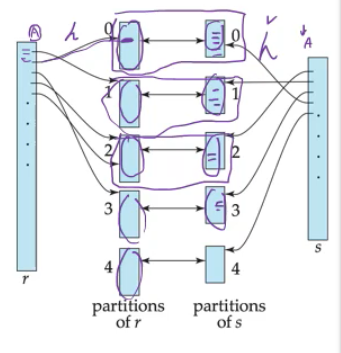 A h h A
0 0
1 1
2 2
3 3
4 4
r s
partitions partitions
of r of s